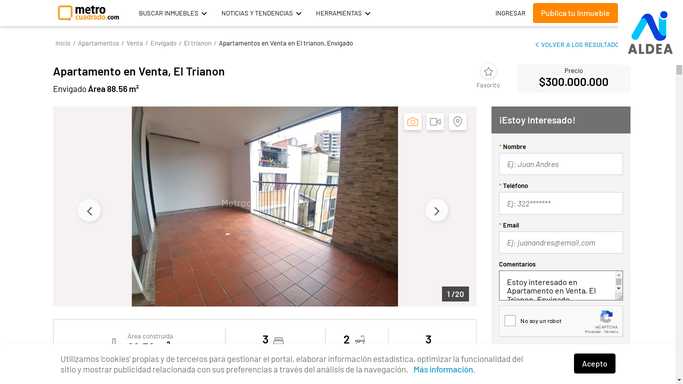 metro
cuadrado.com
BUSCAR INMUEBLES
NOTICIAS Y TENDENCIAS
HERRAMIENTAS
INGRESAR
Publica tu Inmueble
ALDEA
Inicio / Apartamentos / Venta / Envigado / El trianon / Apartamentos en Venta en El trianon, Envigado
VOLVER A LOS RESULTADO
Apartamento en Venta, El Trianon
Envigado Área 88.56 m²
Favorito
Precio
$300.000.000
1 / 20
¡Estoy Interesado!
* Nombre
Ej: Juan Andres
* Teléfono
Ej: 322*******
* Email
Ej: juanandres@email.com
Comentarios
Estoy interesado en
Apartamento en Venta, El
Trianon, Envigado
No soy un robot
reCAPTCHA
Privacidad - Términos
Área construida
3
2
3
Utilizamos 'cookies' propias y de terceros para gestionar el portal, elaborar información estadística, optimizar la funcionalidad del
sitio y mostrar publicidad relacionada con sus preferencias a través del análisis de la navegación. Más información.
Acepto